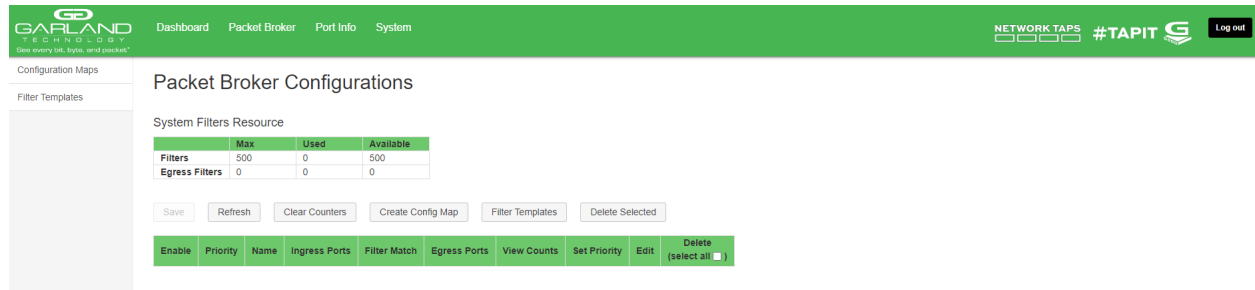 GARLAND
TECHNOLOGY
See every bit, byte, and packet®
Dashboard Packet Broker Port Info System
NETWORK TAPS
#TAPIT
Log out
Configuration Maps
Filter Templates
Packet Broker Configurations
System Filters Resource
Max Used Available
Filters 500 0 500
Egress Filters 0 0 0
Save Refresh Clear Counters Create Config Map Filter Templates Delete Selected
Enable Priority Name Ingress Ports Filter Match Egress Ports View Counts Set Priority Edit Delete
(select all )